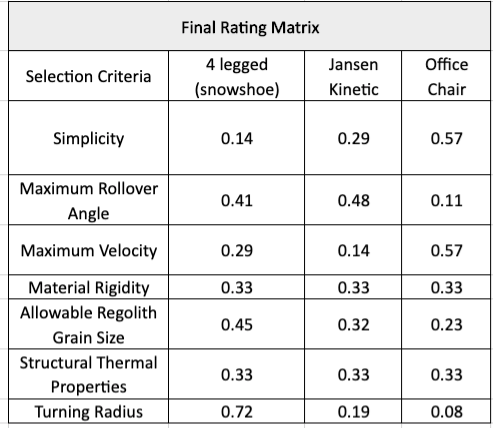 Final Rating Matrix
Selection Criteria 4 legged (snowshoe) Jansen Kinetic Office Chair
Simplicity 0.14 0.29 0.57
Maximum Rollover Angle 0.41 0.48 0.11
Maximum Velocity 0.29 0.14 0.57
Material Rigidity 0.33 0.33 0.33
Allowable Regolith Grain Size 0.45 0.32 0.23
Structural Thermal Properties 0.33 0.33 0.33
Turning Radius 0.72 0.19 0.08